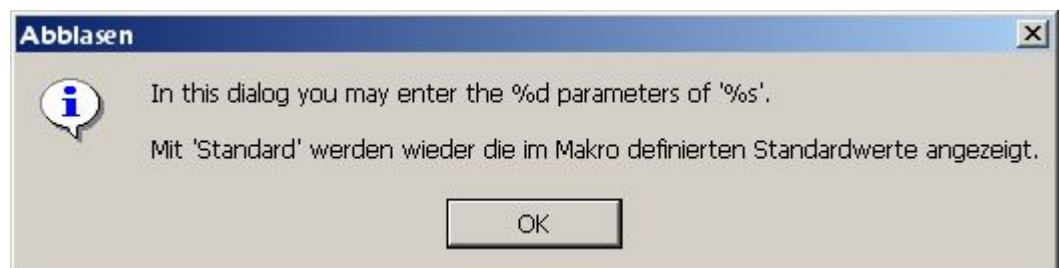 Abblasen
In this dialog you may enter the %d parameters of '%s'.
Mit 'Standard' werden wieder die im Makro definierten Standardwerte angezeigt.
OK